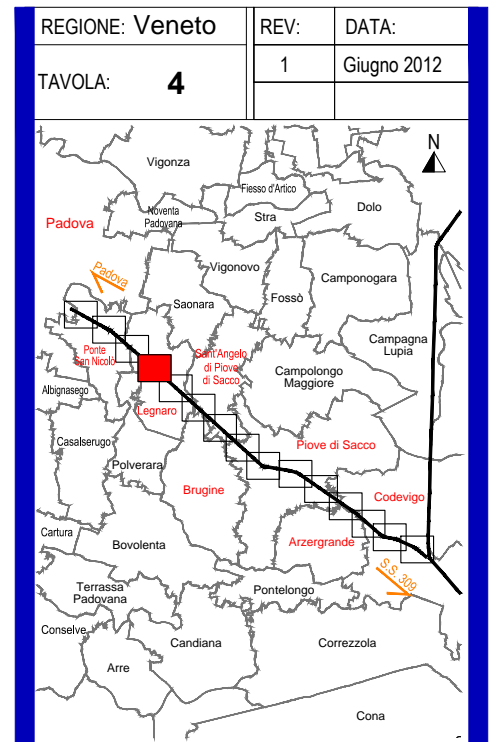 REGIONE: Veneto
REV:
DATA:
TAVOLA: 4
1
Giugno 2012
N
Vigonza
Fiesso d'Artico
Padova
Noventa
Padovana
Stra
Dolo
Padova
Vigonovo
Camponogara
Saonara
Fossò
Ponte
San Nicolò
Sant'Angelo
di Piove
di Sacco
Campagna
Lupia
Campolongo
Maggiore
Albignasego
Legnaro
Casalserugo
Piove di Sacco
Polverara
Brugine
Codevigo
Cartura
Bovolenta
Arzergrande
S.S. 309
Terrassa
Padovana
Pontelongo
Conselve
Candiana
Correzzola
Arre
Cona